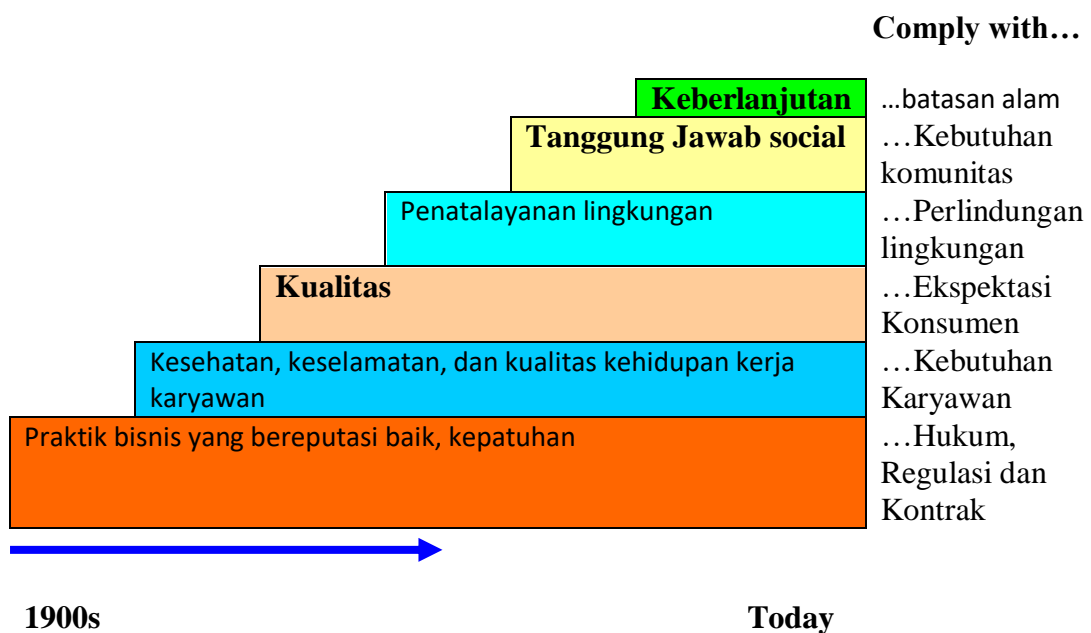 Comply with…
Keberlanjutan
…batasan alam
Tanggung Jawab social
…Kebutuhan
komunitas
Penatalayanan lingkungan
…Perlindungan
lingkungan
Kualitas
…Ekspektasi
Konsumen
Kesehatan, keselamatan, dan kualitas kehidupan kerja
karyawan
…Kebutuhan
Karyawan
Praktik bisnis yang bereputasi baik, kepatuhan
…Hukum,
Regulasi dan
Kontrak
1900s
Today